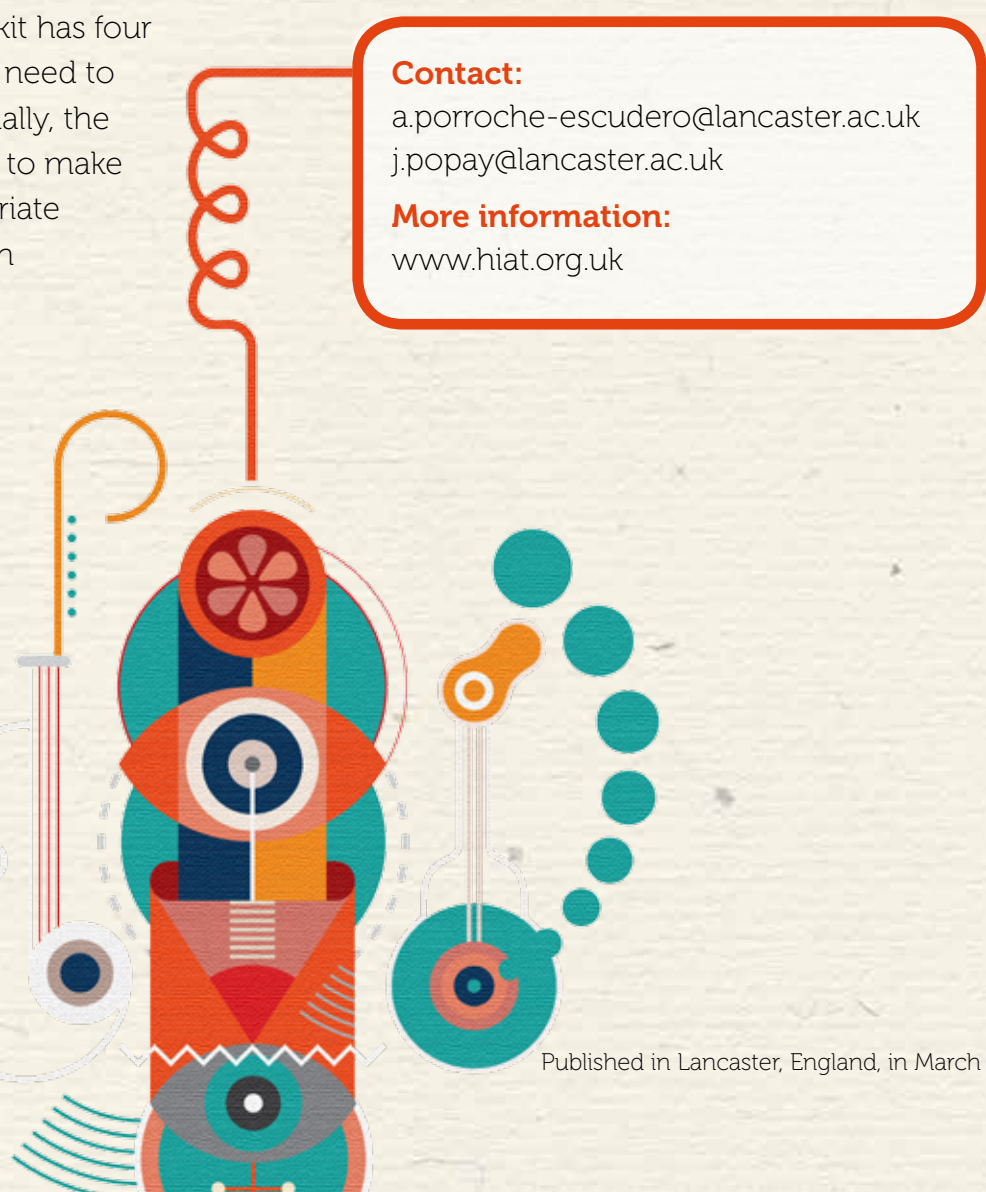 kit has four
need to
ally, the
to make
riate
n
Contact:
a.porroche-escudero@lancaster.ac.uk
j.popay@lancaster.ac.uk
More information:
www.hiat.org.uk
Published in Lancaster, England, in March